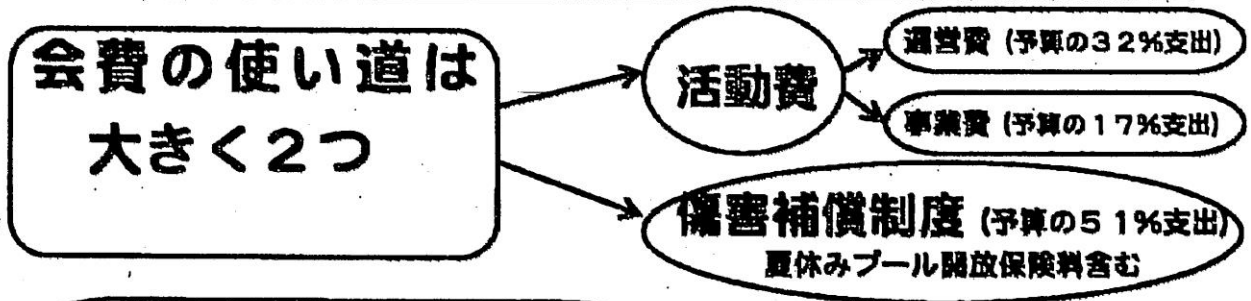 会費の使い道は
大きく2つ
活動費
運営費（予算の32%支出）
事業費（予算の17%支出）
傷害補償制度（予算の51%支出）
夏休みプール開放保険料含む